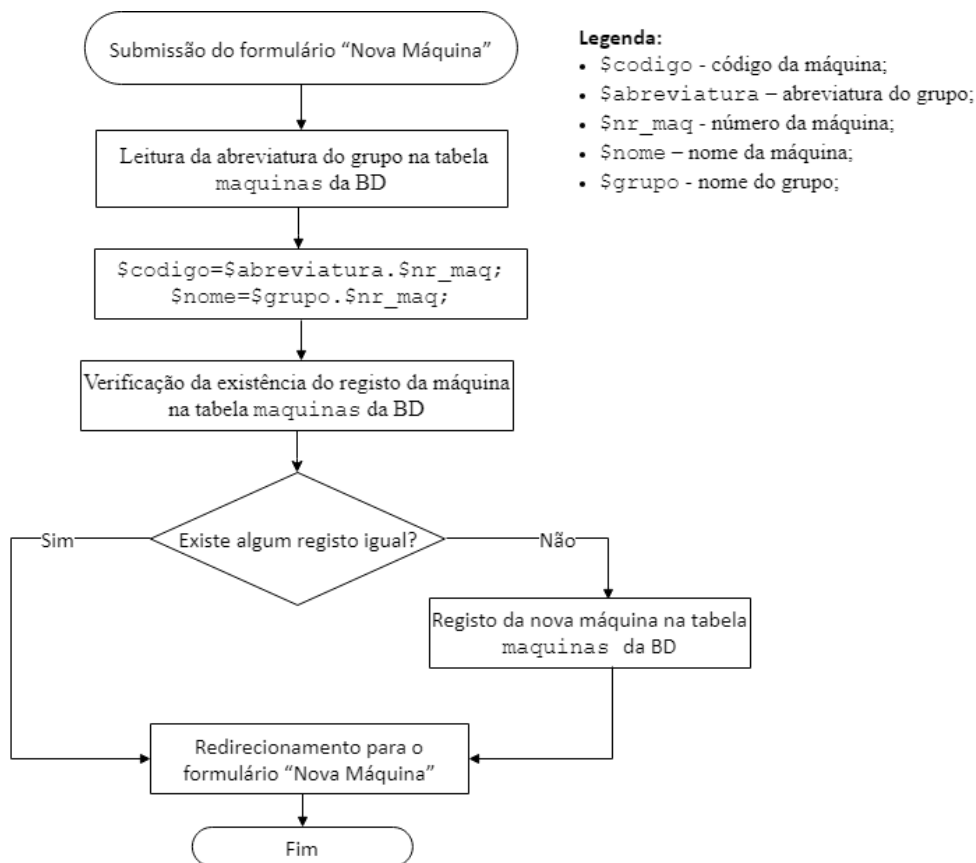 Submissão do formulário “Nova Máquina”
Legenda:
• $codigo - código da máquina;
• $abreviatura – abreviatura do grupo;
• $nr_maq - número da máquina;
• $nome – nome da máquina;
• $grupo - nome do grupo;
Leitura da abreviatura do grupo na tabela
maquinas da BD
$codigo=$abreviatura.$nr_maq;
$nome=$grupo.$nr_maq;
Verificação da existência do registo da máquina
na tabela maquinas da BD
Existe algum registo igual?
Sim
Não
Registo da nova máquina na tabela
maquinas da BD
Redirecionamento para o
formulário “Nova Máquina”
Fim